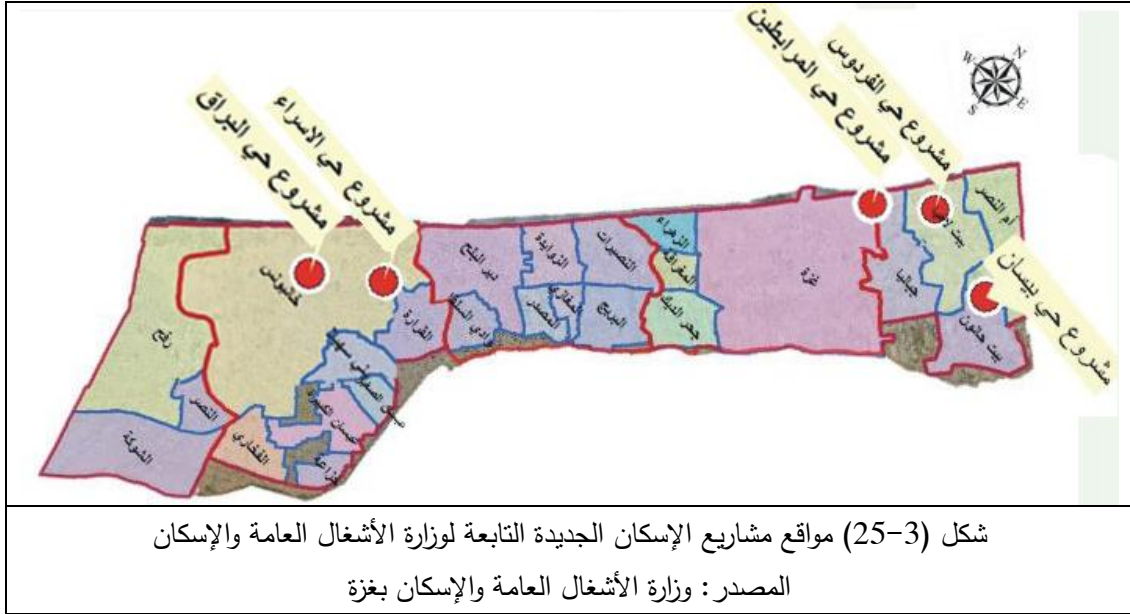 مشروع حي الفردوس
مشروع حي المرابطين
مشروع حي الاسراء
مشروع حي البراق
مشروع حي بيسان
N
W
E
S
أم النصر
بيت حانون
جباليا
غزة
الزهراء
المغراقة
جحر الديك
النصيرات
البريج
الزوايدة
المغازي
المصدر
دير البلح
وادي السلقا
القرارة
خانيونس
عبسان الكبيرة
خزاعة
الفخاري
رفح
النصر
الشوكة
شكل (3-25) مواقع مشاريع الإسكان الجديدة التابعة لوزارة الأشغال العامة والإسكان
المصدر: وزارة الأشغال العامة والإسكان بغزة